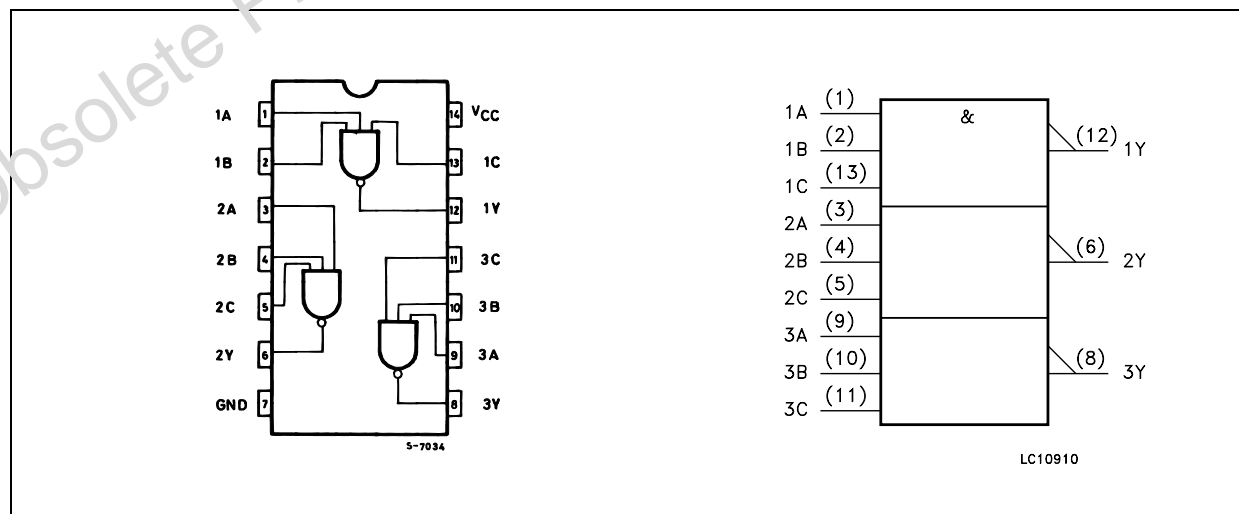 Obsolete P
1A 1 14 VCC
1B 2 13 1C
2A 3 12 1Y
2B 4 11 3C
2C 5 10 3B
2Y 6 9 3A
GND 7 8 3Y
S-7034
&
1A (1)
1B (2)
1C (13)
2A (3)
2B (4)
2C (5)
3A (9)
3B (10)
3C (11)
(12) 1Y
(6) 2Y
(8) 3Y
LC10910